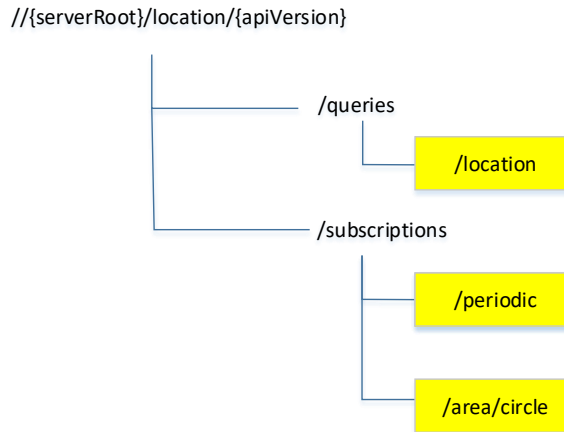 //{serverRoot}/location/{apiVersion}
/queries
/location
/subscriptions
/periodic
/area/circle